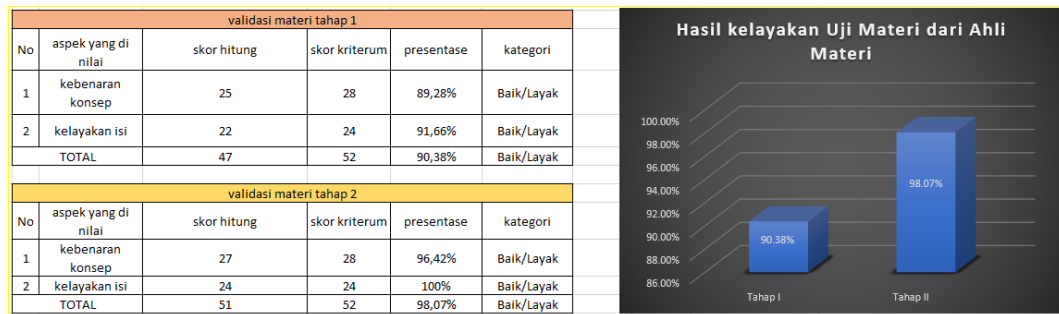 validasi materi tahap 1
No aspek yang di nilai skor hitung skor kriterum presentase kategori
1 kebenaran konsep 25 28 89,28% Baik/Layak
2 kelayakan isi 22 24 91,66% Baik/Layak
TOTAL 47 52 90,38% Baik/Layak
validasi materi tahap 2
No aspek yang di nilai skor hitung skor kriterum presentase kategori
1 kebenaran konsep 27 28 96,42% Baik/Layak
2 kelayakan isi 24 24 100% Baik/Layak
TOTAL 51 52 98,07% Baik/Layak
Hasil kelayakan Uji Materi dari Ahli
Materi
100.00%
98.00%
96.00%
94.00%
92.00%
90.00%
88.00%
86.00%
90.38%
98.07%
Tahap I Tahap II